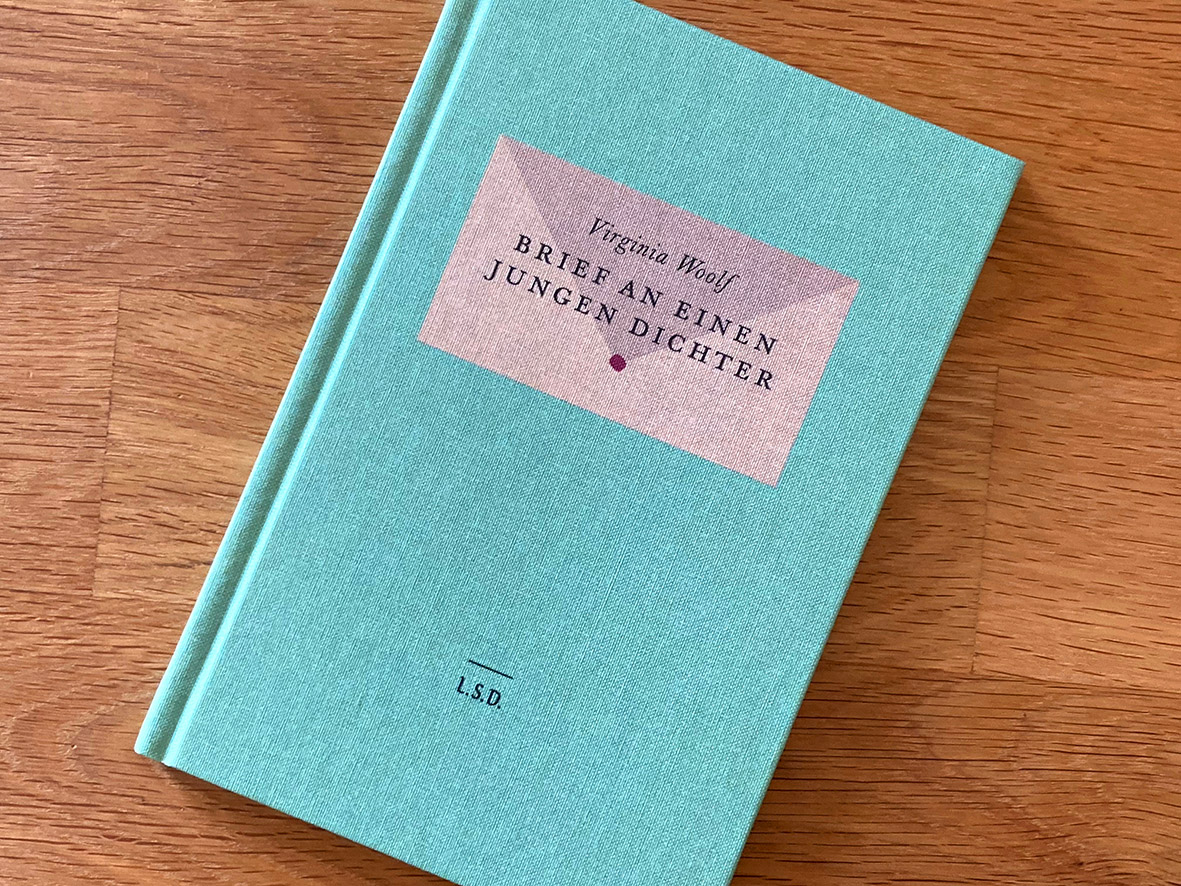 Virginia Woolf
BRIEF AN EINEN
JUNGEN DICHTER
L.S.D.